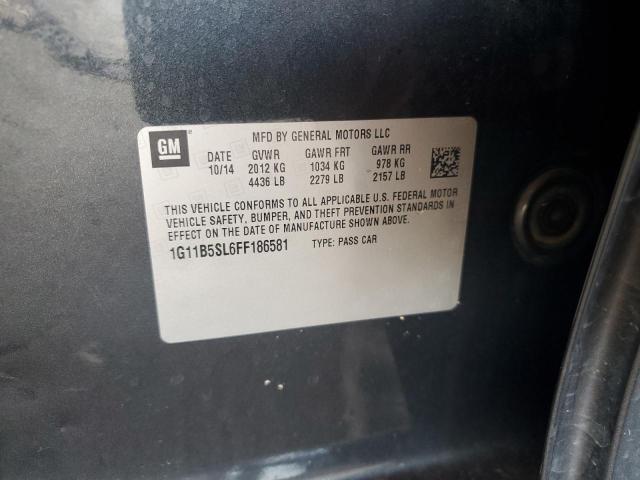 GM
MFD BY GENERAL MOTORS LLC
DATE GVWR GAWR FRT GAWR RR
10/14 2012 KG 1034 KG 978 KG
4436 LB 2279 LB 2157 LB
THIS VEHICLE CONFORMS TO ALL APPLICABLE U.S. FEDERAL MOTOR
VEHICLE SAFETY, BUMPER, AND THEFT PREVENTION STANDARDS IN
EFFECT ON THE DATE OF MANUFACTURE SHOWN ABOVE.
1G11B5SL6FF186581 TYPE: PASS CAR